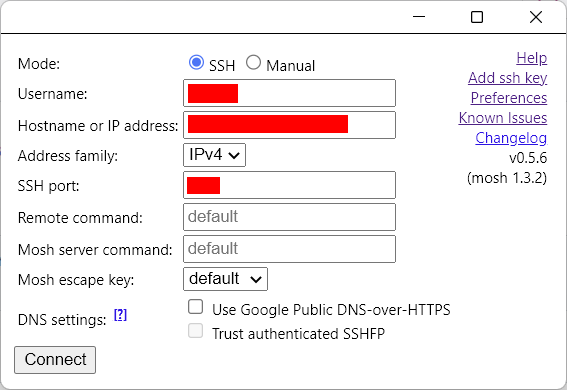 Mode: SSH Manual
Help
Username:
Add ssh key
Preferences
Hostname or IP address:
Known Issues
Changelog
Address family: IPv4
v0.5.6
(mosh 1.3.2)
SSH port:
Remote command: default
Mosh server command: default
Mosh escape key: default
DNS settings: [?] Use Google Public DNS-over-HTTPS
Trust authenticated SSHFP
Connect